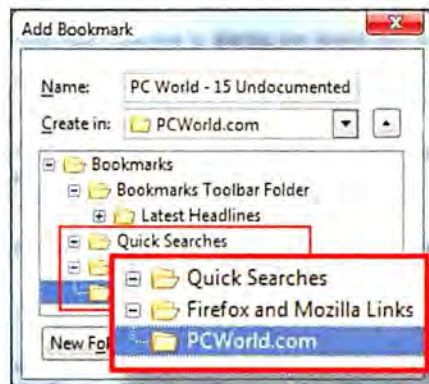 Add Bookmark
Name: PC World - 15 Undocumented
Create in: PCWorld.com
Bookmarks
Bookmarks Toolbar Folder
Latest Headlines
Quick Searches
Quick Searches
Firefox and Mozilla Links
PCWorld.com
New Fo